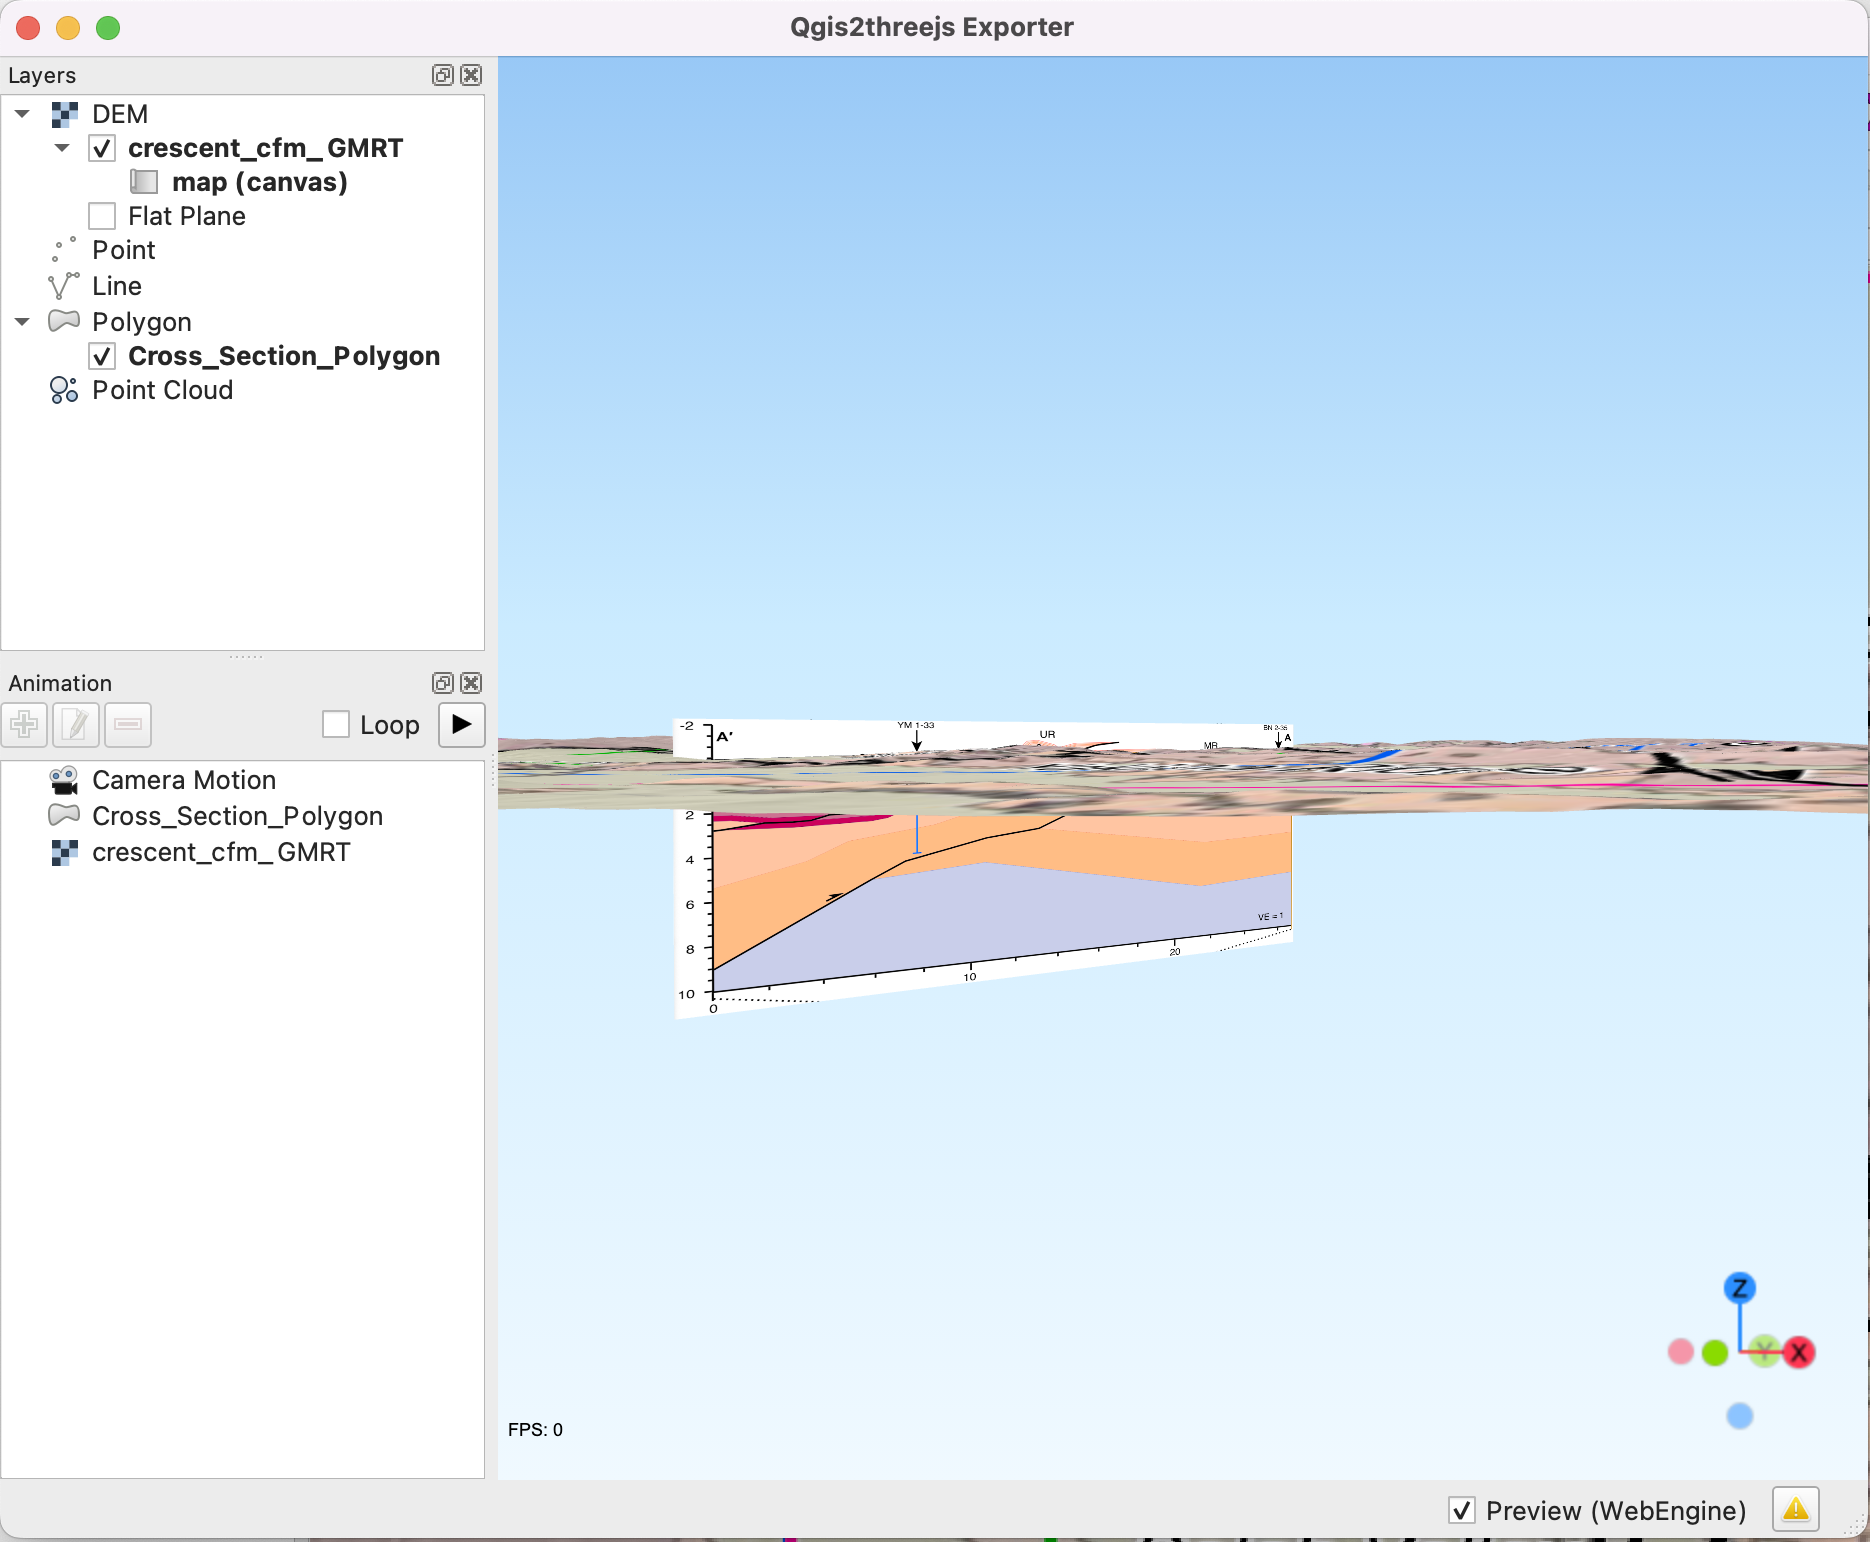 Qgis2threejs Exporter
Layers
DEM
crescent_cfm_GMRT
map (canvas)
Flat Plane
Point
Line
Polygon
Cross_Section_Polygon
Point Cloud
Animation
Loop
Camera Motion
Cross_Section_Polygon
crescent_cfm_GMRT
-2
A'
YM 1-33
UR
MR
BN 2-35
A
2
4
6
8
10
VE = 1
0
10
20
Z
Y
X
FPS: 0
Preview (WebEngine)